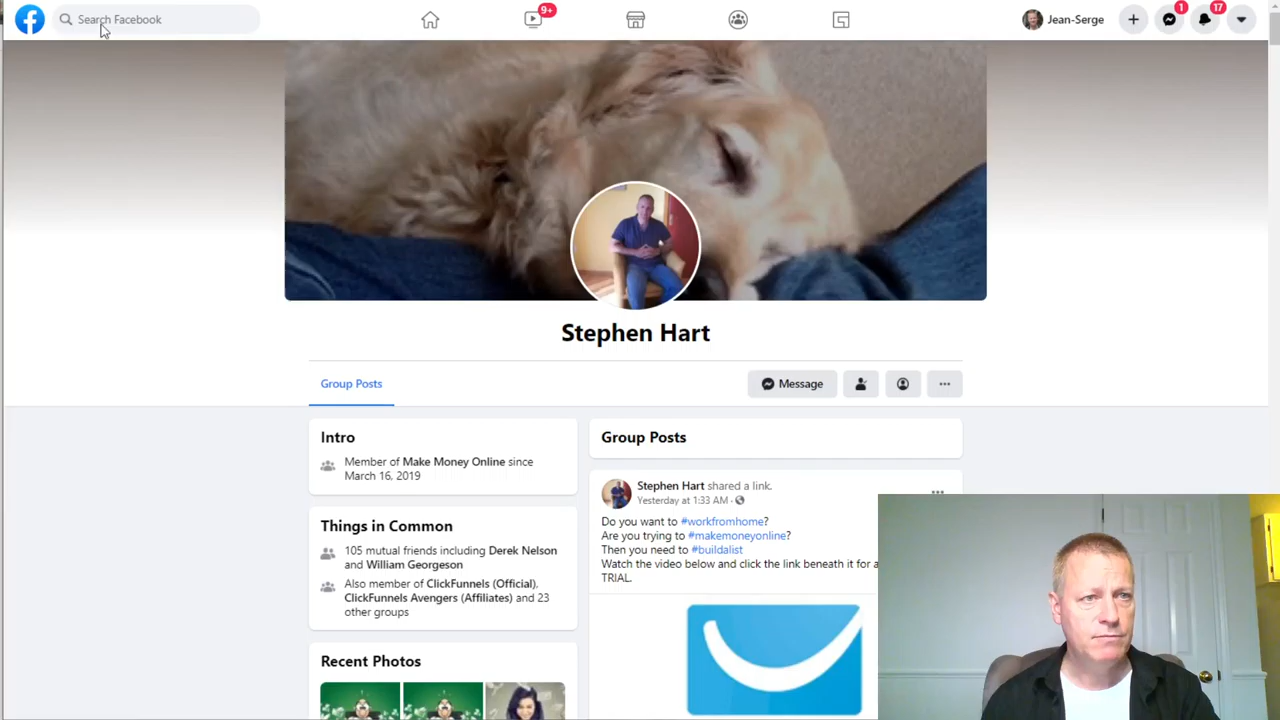 Search Facebook
9+
Jean-Serge
1
17
Stephen Hart
Group Posts
Message
Intro
Member of Make Money Online since
March 16, 2019
Things in Common
105 mutual friends including Derek Nelson
and William Georgeson
Also member of ClickFunnels (Official),
ClickFunnels Avengers (Affiliates) and 23
other groups
Recent Photos
Group Posts
Stephen Hart shared a link.
Yesterday at 1:33 AM
Do you want to #workfromhome?
Are you trying to #makemoneyonline?
Then you need to #buildalist
Watch the video below and click the link beneath it for a
TRIAL.